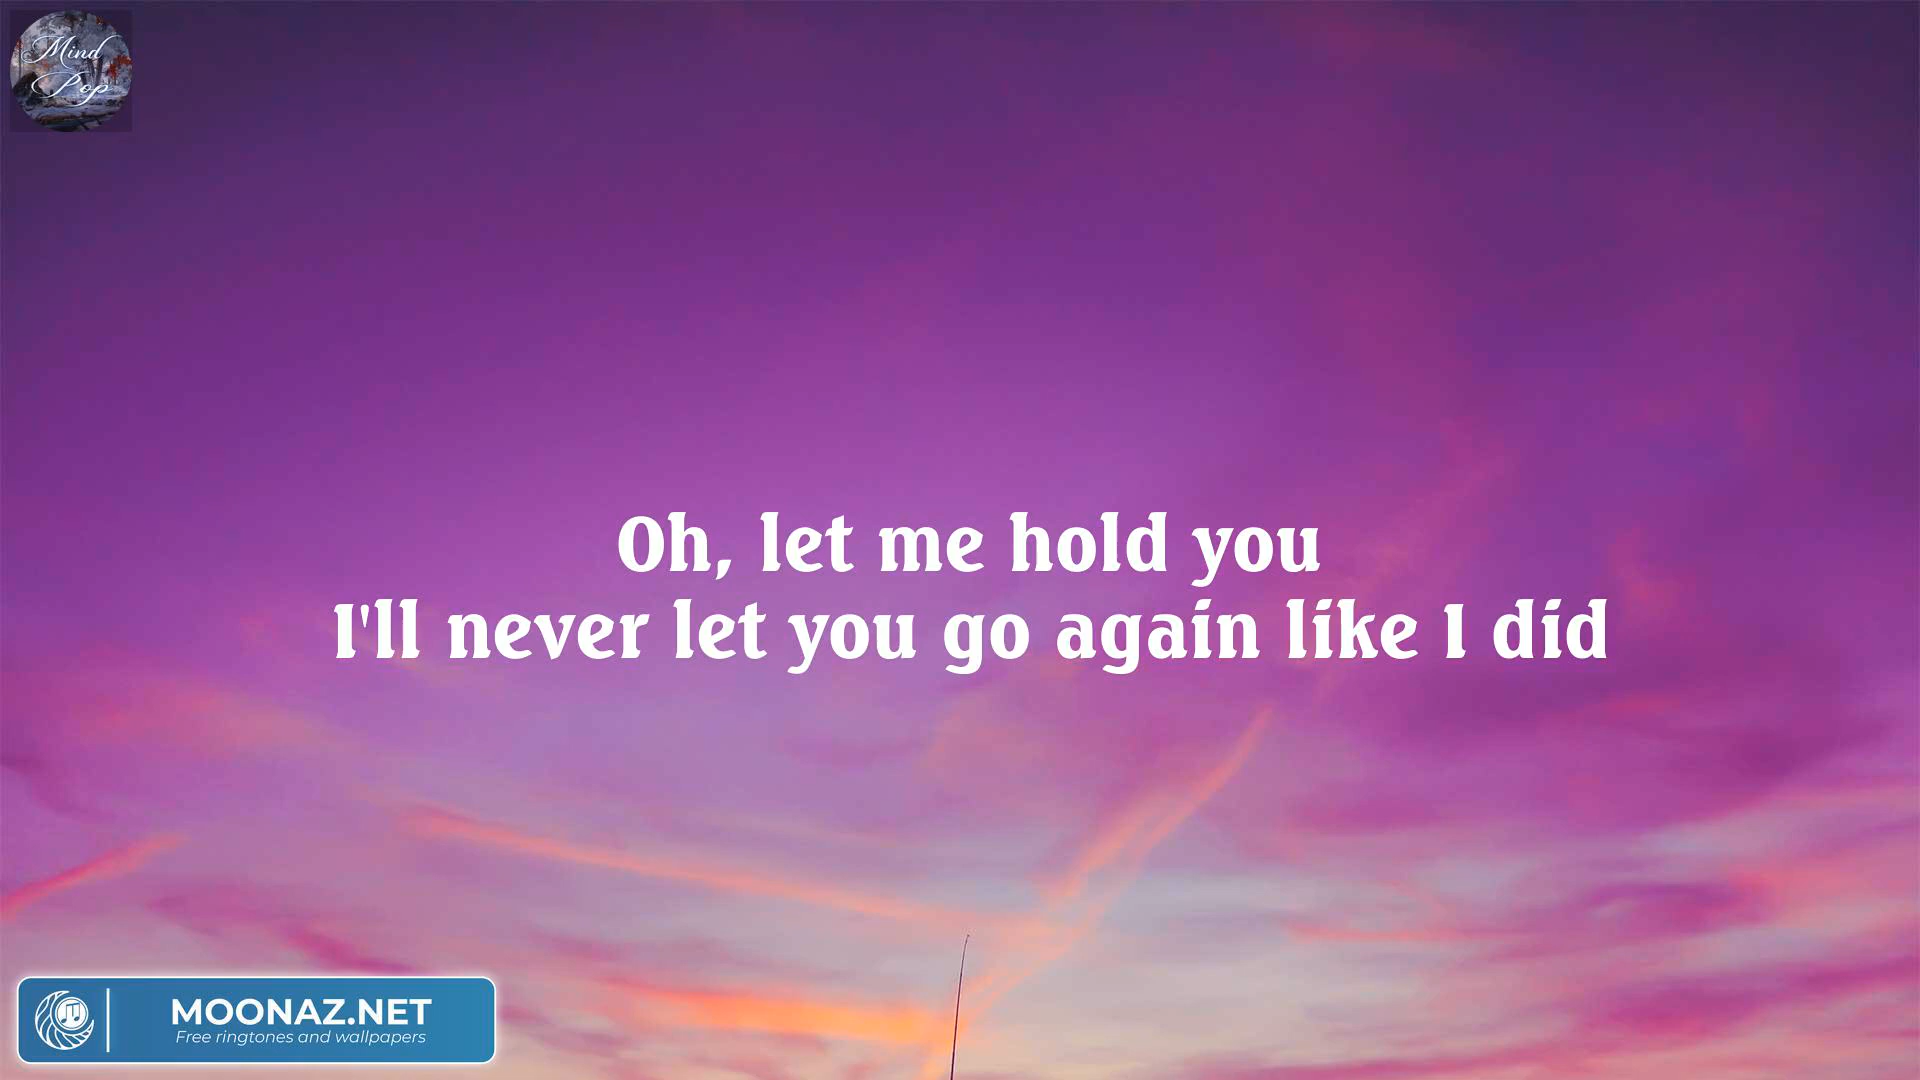 Mind
Pop
Oh, let me hold you
I'll never let you go again like I did
MOONAZ.NET
Free ringtones and wallpapers